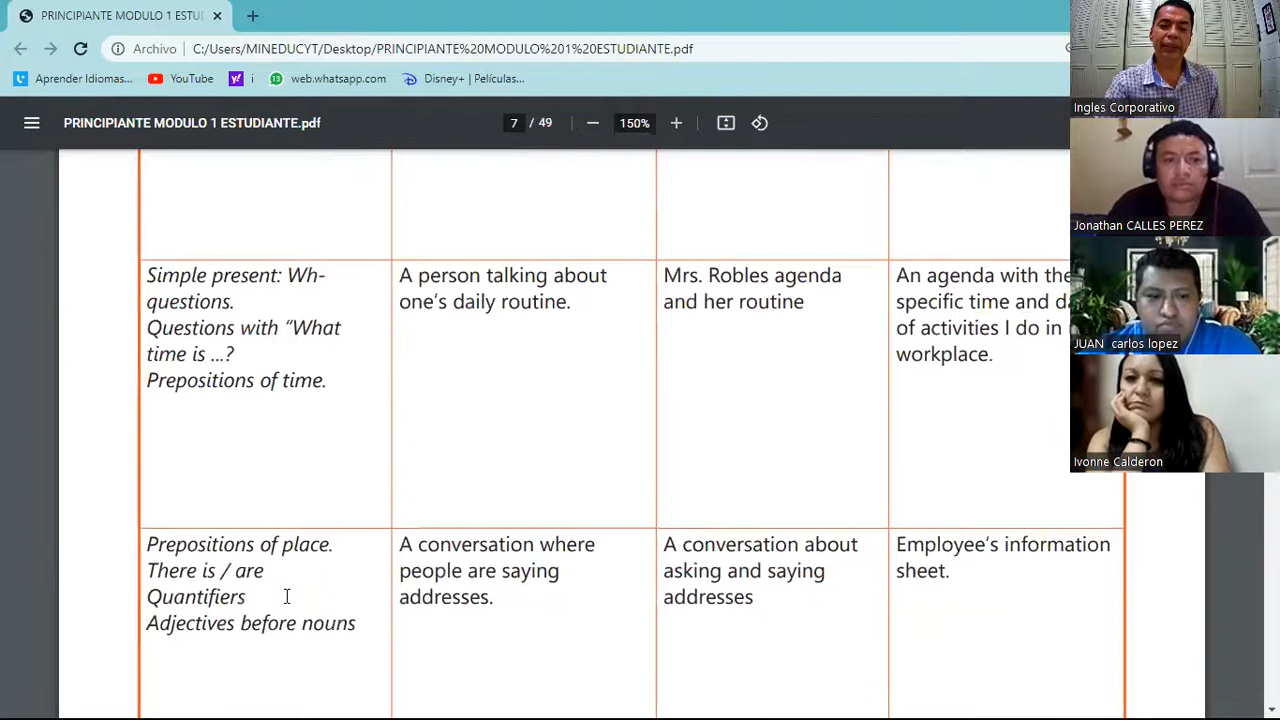 PRINCIPIANTE MODULO 1 ESTUDI
Archivo
C:/Users/MINEDUCYT/Desktop/PRINCIPIANTE%20MODULO%201%20ESTUDIANTE.pdf
Aprender Idiomas...
YouTube
i
web.whatsapp.com
Disney+ | Películas,...
PRINCIPIANTE MODULO 1 ESTUDIANTE.pdf
7 / 49
150%
Simple present: Wh-
questions.
Questions with “What
time is ...?
Prepositions of time.
A person talking about
one's daily routine.
Mrs. Robles agenda
and her routine
An agenda with the
specific time and da
of activities I do in
workplace.
Prepositions of place.
There is / are
Quantifiers
Adjectives before nouns
A conversation where
people are saying
addresses.
A conversation about
asking and saying
addresses
Employee's information
sheet.
Ingles Corporativo
Jonathan CALLES PEREZ
JUAN carlos lopez
Ivonne Calderon